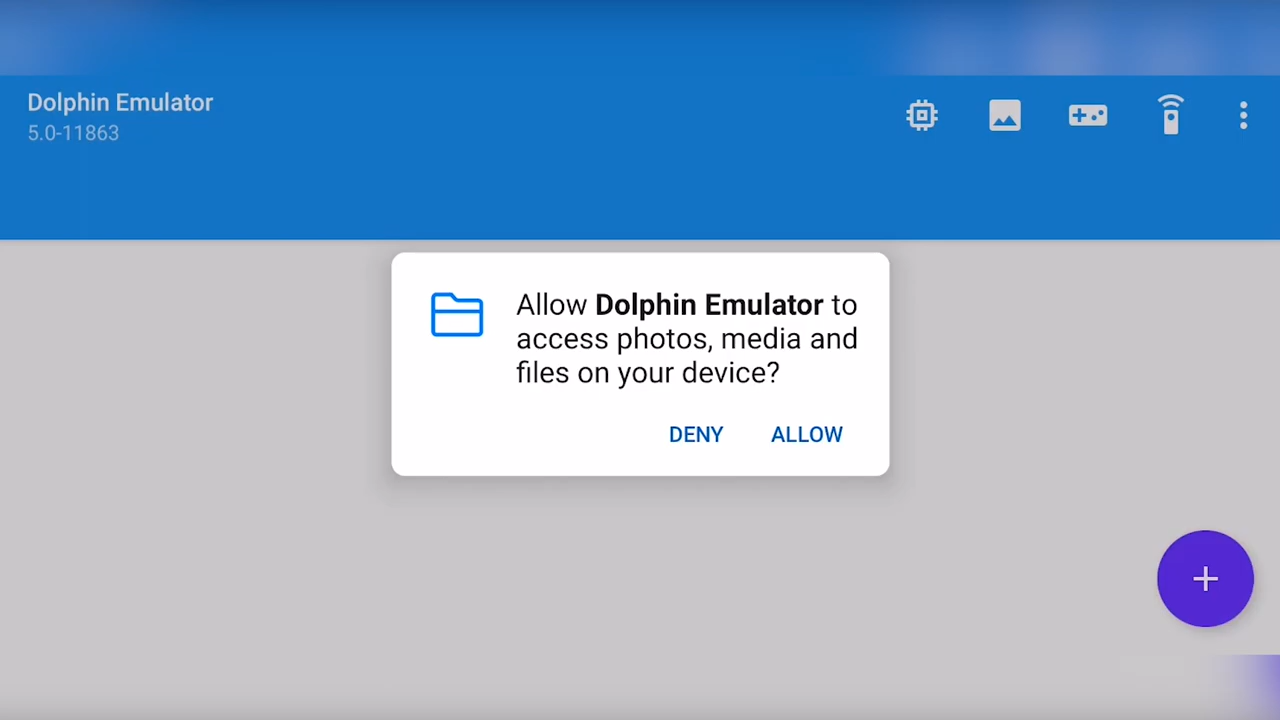 Dolphin Emulator
5.0-11863
Allow Dolphin Emulator to
access photos, media and
files on your device?
DENY ALLOW